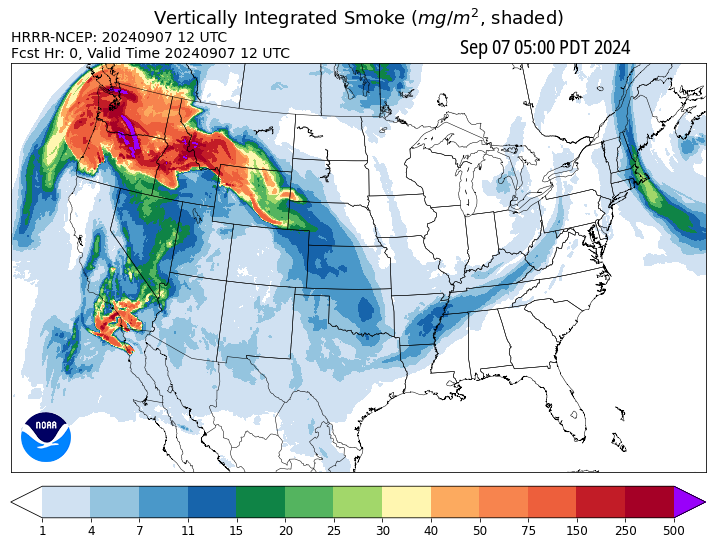 Vertically Integrated Smoke (mg/m², shaded)
HRRR-NCEP: 20240907 12 UTC
Fcst Hr: 0, Valid Time 20240907 12 UTC
Sep 07 05:00 PDT 2024
NOAA
1 4 7 11 15 20 25 30 40 50 75 150 250 500